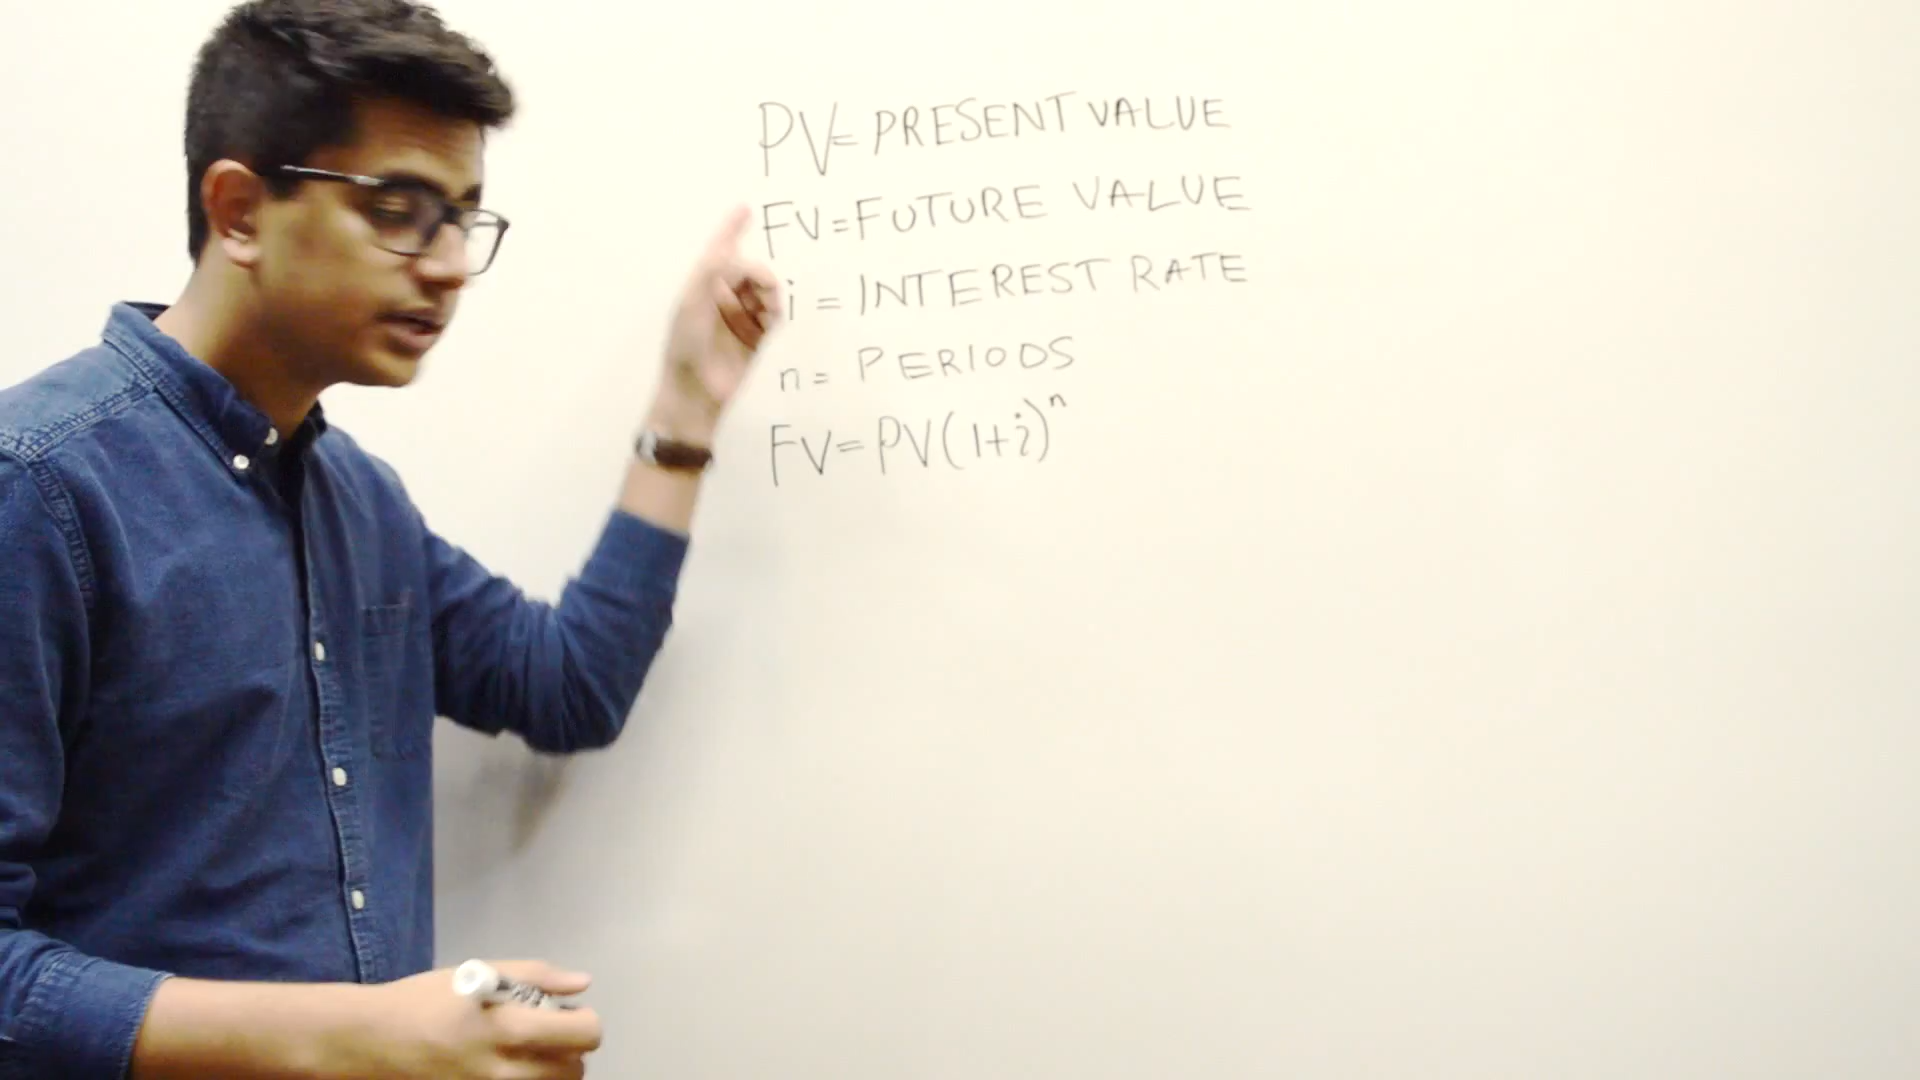 PV=PRESENT VALUE
FV=FUTURE VALUE
i = INTEREST RATE
n = PERIODS
FV=PV(1+i)ⁿ